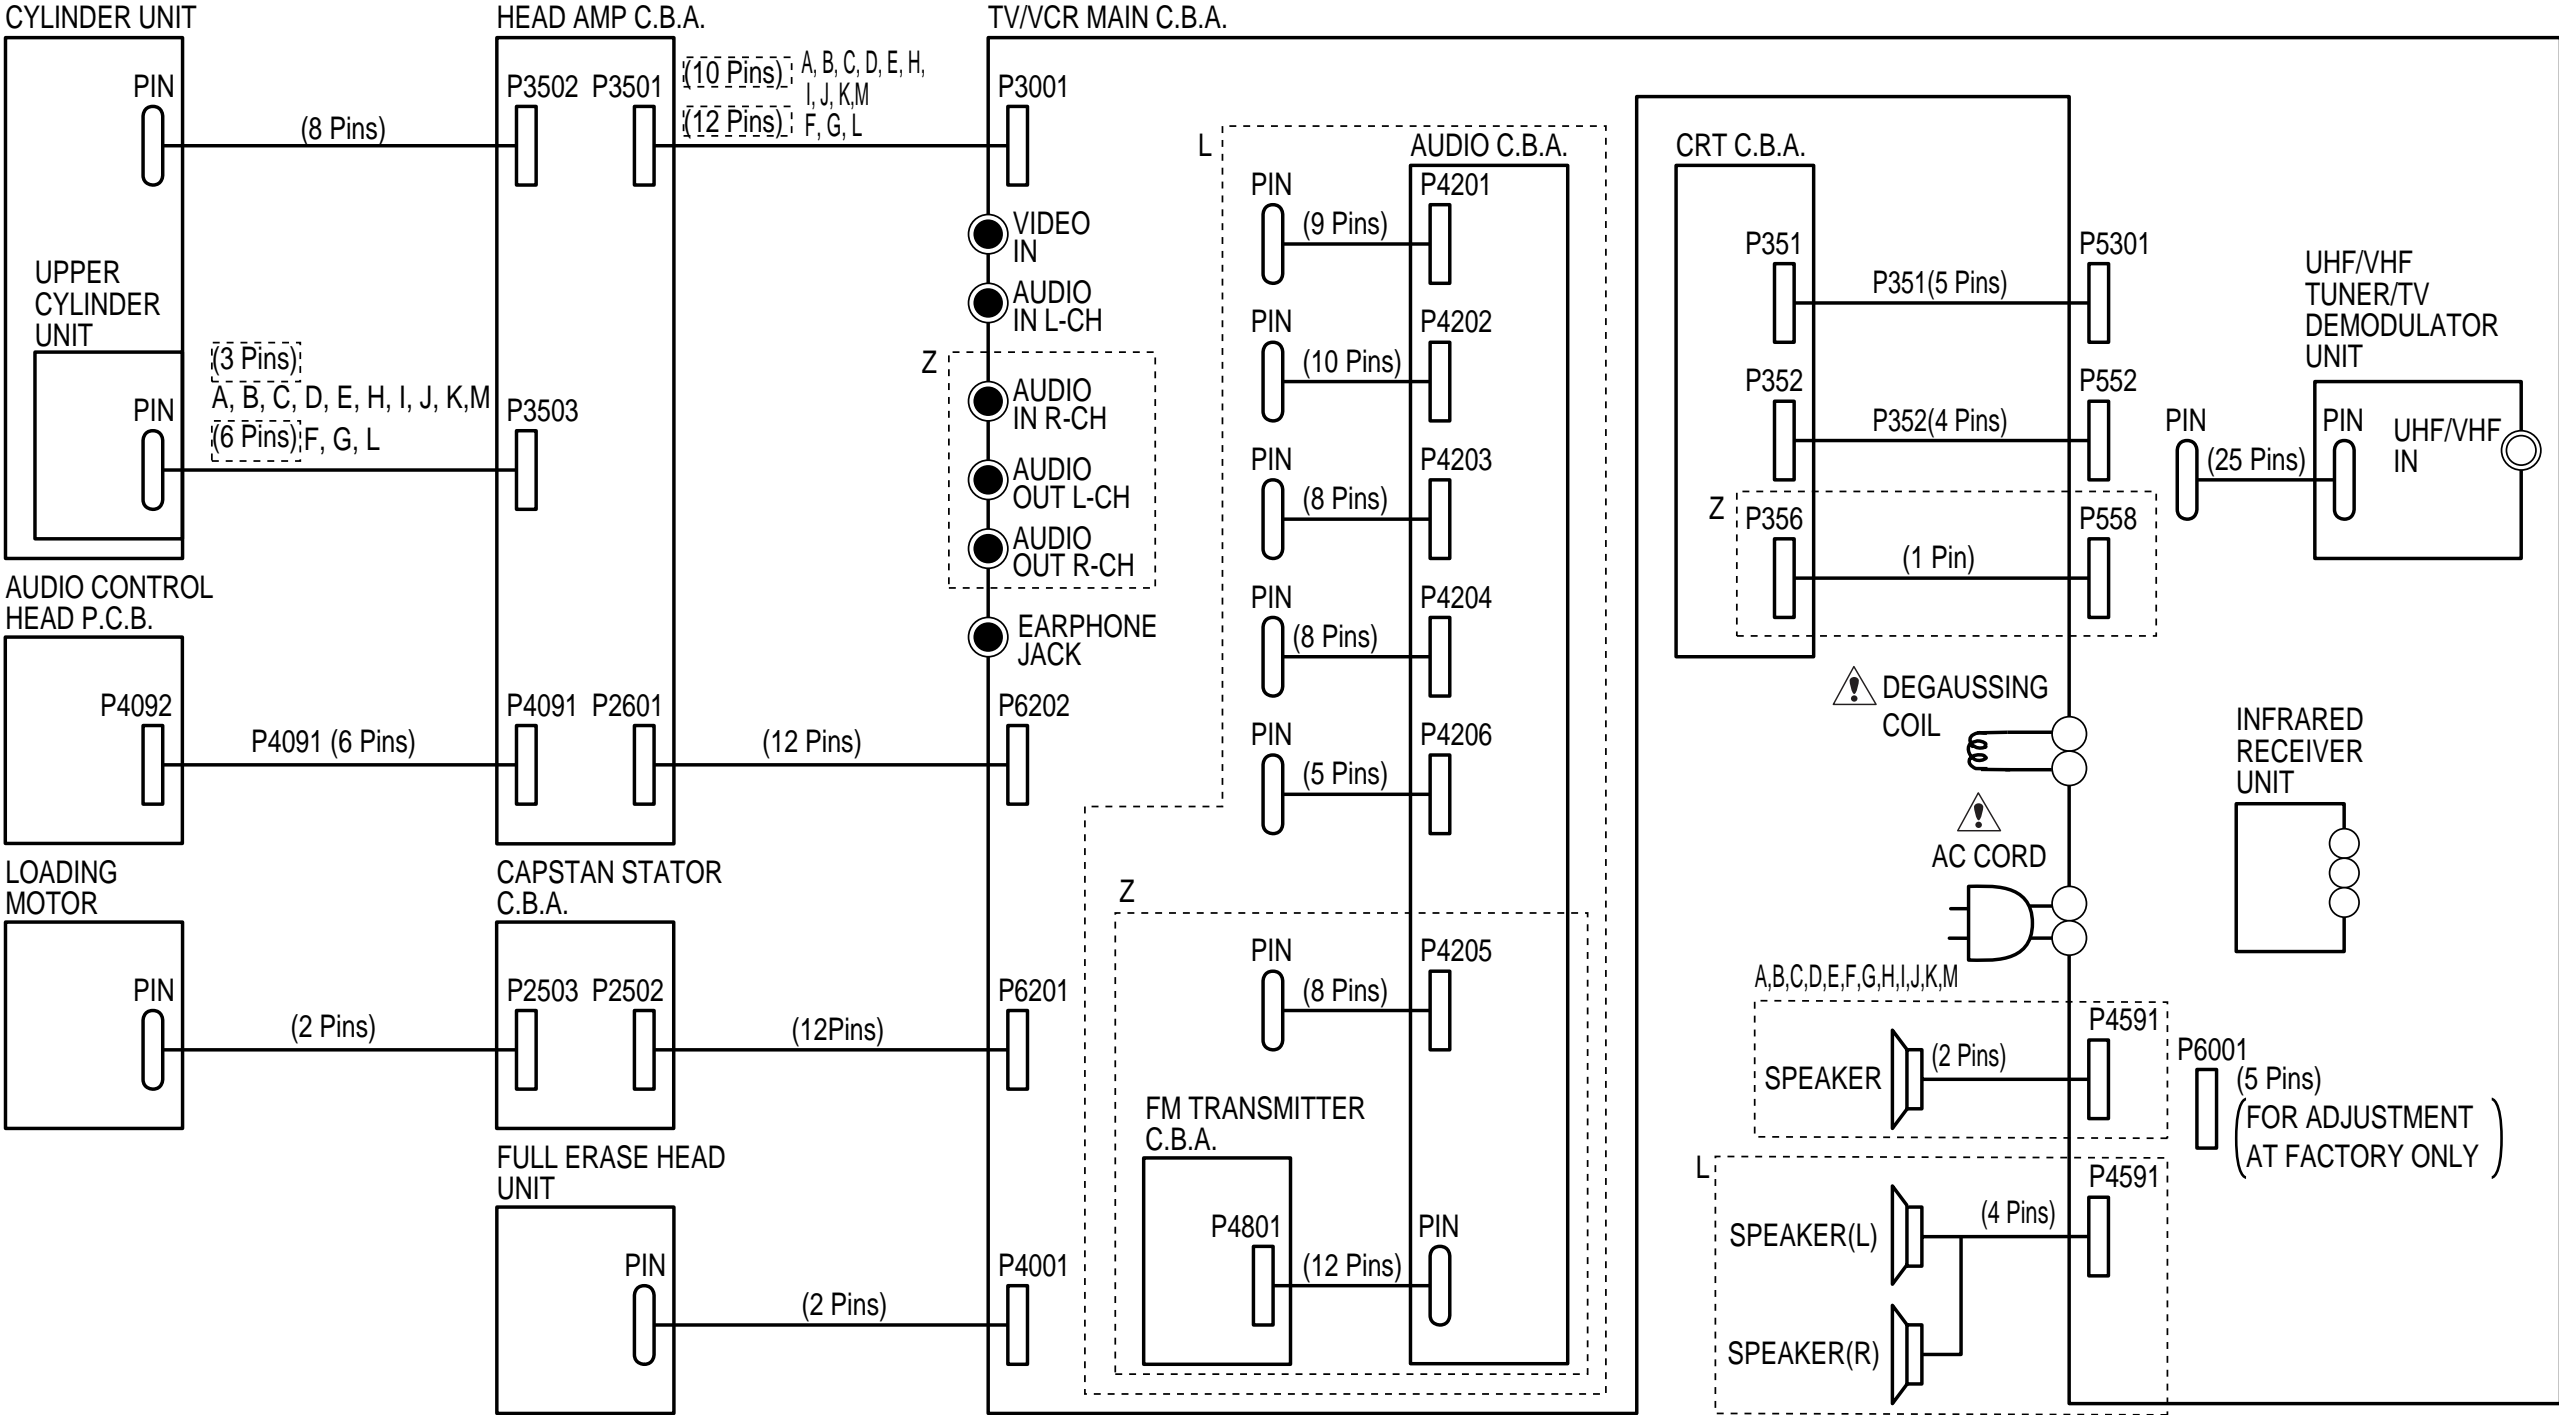 CYLINDER UNIT
PIN
(8 Pins)
UPPER
CYLINDER
UNIT
PIN
(3 Pins)
A, B, C, D, E, H, I, J, K,M
(6 Pins) F, G, L
AUDIO CONTROL
HEAD P.C.B.
P4092
P4091 (6 Pins)
LOADING
MOTOR
PIN
(2 Pins)
HEAD AMP C.B.A.
P3502 P3501
P3503
P4091 P2601
(10 Pins) A, B, C, D, E, H,
I, J, K,M
(12 Pins) F, G, L
(12 Pins)
CAPSTAN STATOR
C.B.A.
P2503 P2502
(12Pins)
FULL ERASE HEAD
UNIT
PIN
(2 Pins)
TV/VCR MAIN C.B.A.
P3001
VIDEO
IN
AUDIO
IN L-CH
Z
AUDIO
IN R-CH
AUDIO
OUT L-CH
AUDIO
OUT R-CH
EARPHONE
JACK
P6202
P6201
P4001
L
AUDIO C.B.A.
PIN
(9 Pins)
P4201
PIN
(10 Pins)
P4202
PIN
(8 Pins)
P4203
PIN
(8 Pins)
P4204
PIN
(5 Pins)
P4206
Z
PIN
(8 Pins)
P4205
FM TRANSMITTER
C.B.A.
P4801
(12 Pins)
PIN
CRT C.B.A.
P351
P351(5 Pins)
P5301
P352
P352(4 Pins)
P552
Z
P356
(1 Pin)
P558
DEGAUSSING
COIL
AC CORD
A,B,C,D,E,F,G,H,I,J,K,M
SPEAKER
(2 Pins)
P4591
L
SPEAKER(L)
(4 Pins)
P4591
SPEAKER(R)
UHF/VHF
TUNER/TV
DEMODULATOR
UNIT
PIN
(25 Pins)
PIN
UHF/VHF
IN
INFRARED
RECEIVER
UNIT
P6001
(5 Pins)
(FOR ADJUSTMENT
AT FACTORY ONLY)